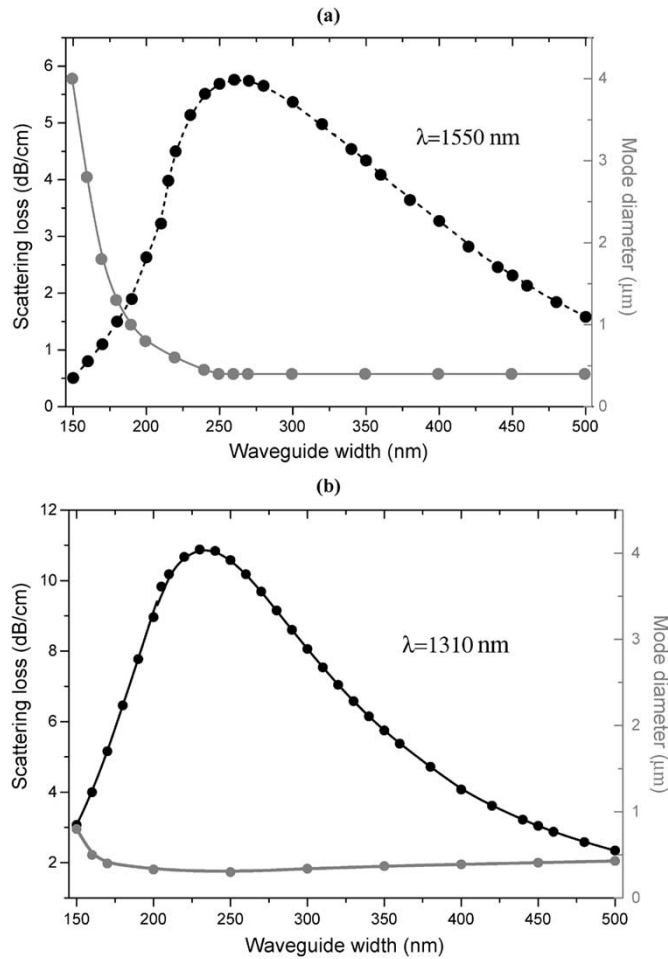 (a)
6
5
4
3
2
1
0
Scattering loss (dB/cm)
λ=1550 nm
4
3
2
1
0
Mode diameter (μm)
150 200 250 300 350 400 450 500
Waveguide width (nm)
(b)
12
10
8
6
4
2
Scattering loss (dB/cm)
λ=1310 nm
4
3
2
1
0
Mode diameter (μm)
150 200 250 300 350 400 450 500
Waveguide width (nm)